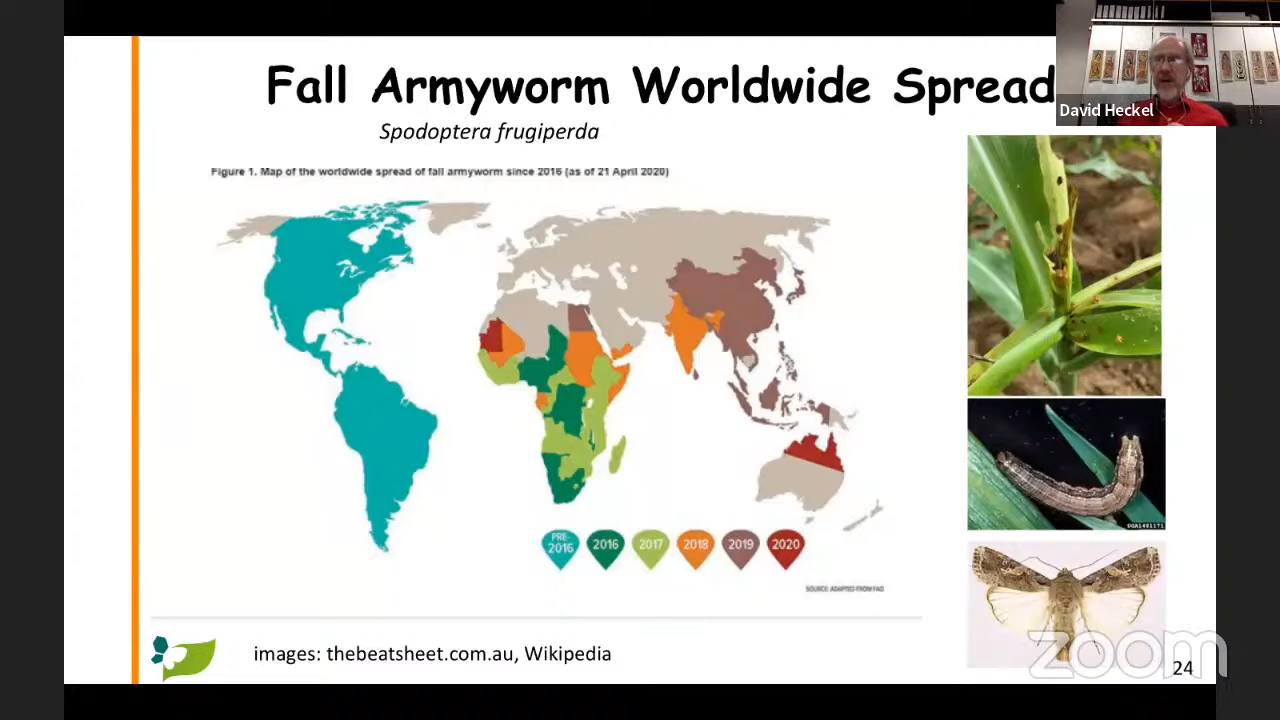 Fall Armyworm Worldwide Spread
David Heckel
Spodoptera frugiperda
Figure 1. Map of the worldwide spread of fall armyworm since 2016 (as of 21 April 2020)
PRE-
2016
2016
2017
2018
2019
2020
SOURCE: ADAPTED FROM FAO
UGA1491171
images: thebeatsheet.com.au, Wikipedia
zoom
24